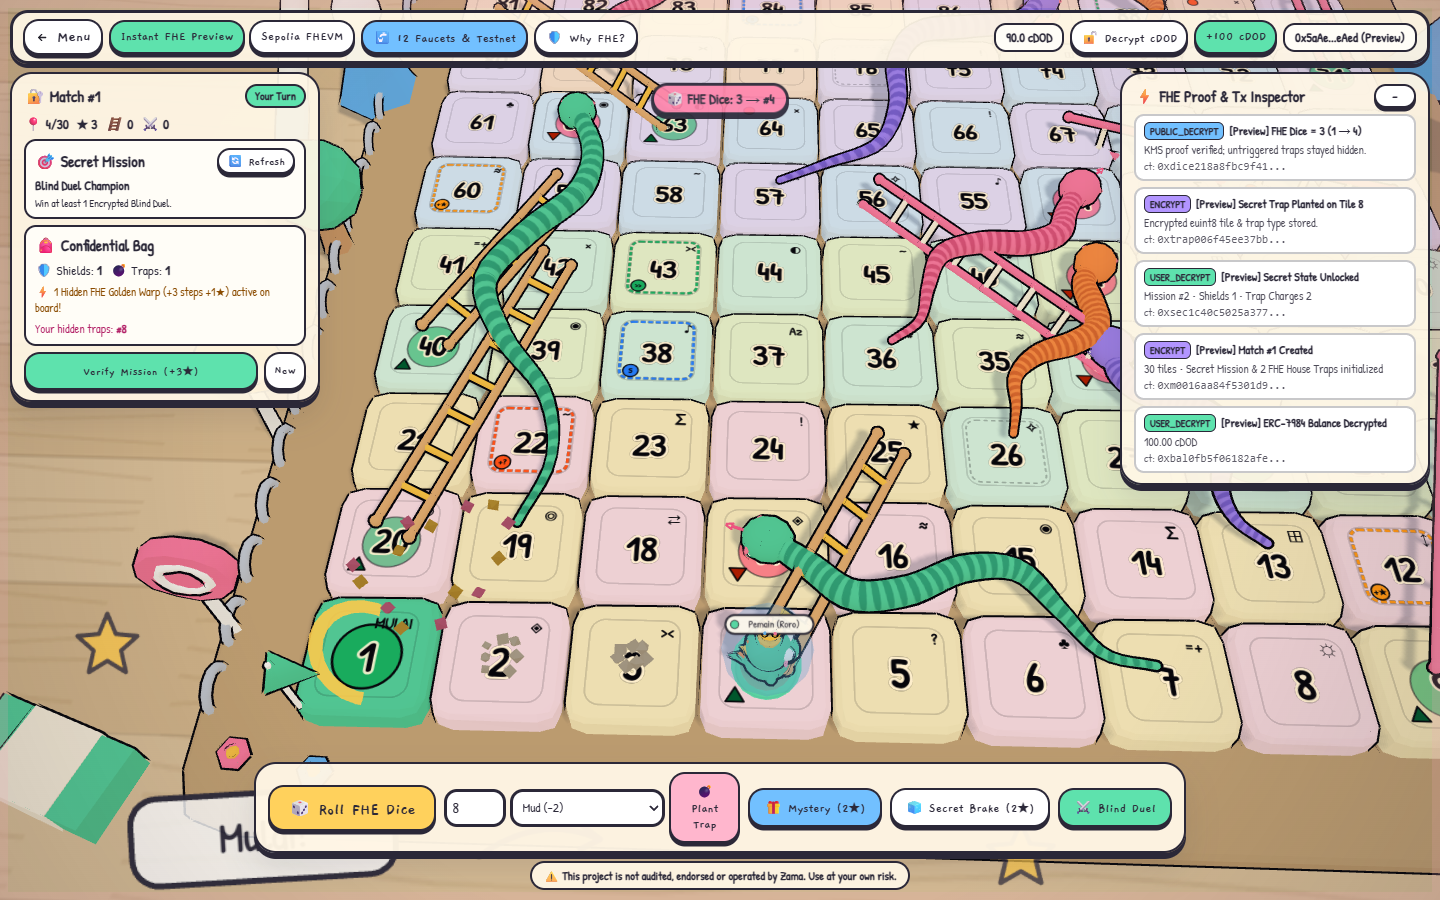 ← Menu
Instant FHE Preview
Sepolia FHEVM
12 Faucets & Testnet
Why FHE?
90.0 cDOD
Decrypt cDOD
+100 cDOD
0x5aAe...eAed (Preview)
Match #1
Your Turn
4/30 ★ 3 0 0
Secret Mission
Refresh
Blind Duel Champion
Win at least 1 Encrypted Blind Duel.
Confidential Bag
Shields: 1 Traps: 1
1 Hidden FHE Golden Warp (+3 steps +1★) active on
board!
Your hidden traps: #8
Verify Mission (+3★)
New
FHE Dice: 3 → #4
FHE Proof & Tx Inspector
-
PUBLIC_DECRYPT [Preview] FHE Dice = 3 (1 → 4)
KMS proof verified; untriggered traps stayed hidden.
ct: 0xdice218a8fbc9f41...
ENCRYPT [Preview] Secret Trap Planted on Tile 8
Encrypted euint8 tile & trap type stored.
ct: 0xtrap006f45ee37bb...
USER_DECRYPT [Preview] Secret State Unlocked
Mission #2 · Shields 1 · Trap Charges 2
ct: 0xsec1c40c5025a377...
ENCRYPT [Preview] Match #1 Created
30 tiles · Secret Mission & 2 FHE House Traps initialized
ct: 0xm0016aa84f5301d9...
USER_DECRYPT [Preview] ERC-7984 Balance Decrypted
100.00 cDOD
ct: 0xbal0fb5f06182afe...
82 83 84
61 63 64 65 66 67
60 58 57 56 55
41 42 43 44 45
40 39 38 37 36 35
22 23 24 25 26
20 19 18 16 15 14 13 12
MULAI
1 2 3 5 6 7 8
Pemain (Roro)
Roll FHE Dice
8
Mud (-2)
Plant
Trap
Mystery (2★)
Secret Brake (2★)
Blind Duel
This project is not audited, endorsed or operated by Zama. Use at your own risk.